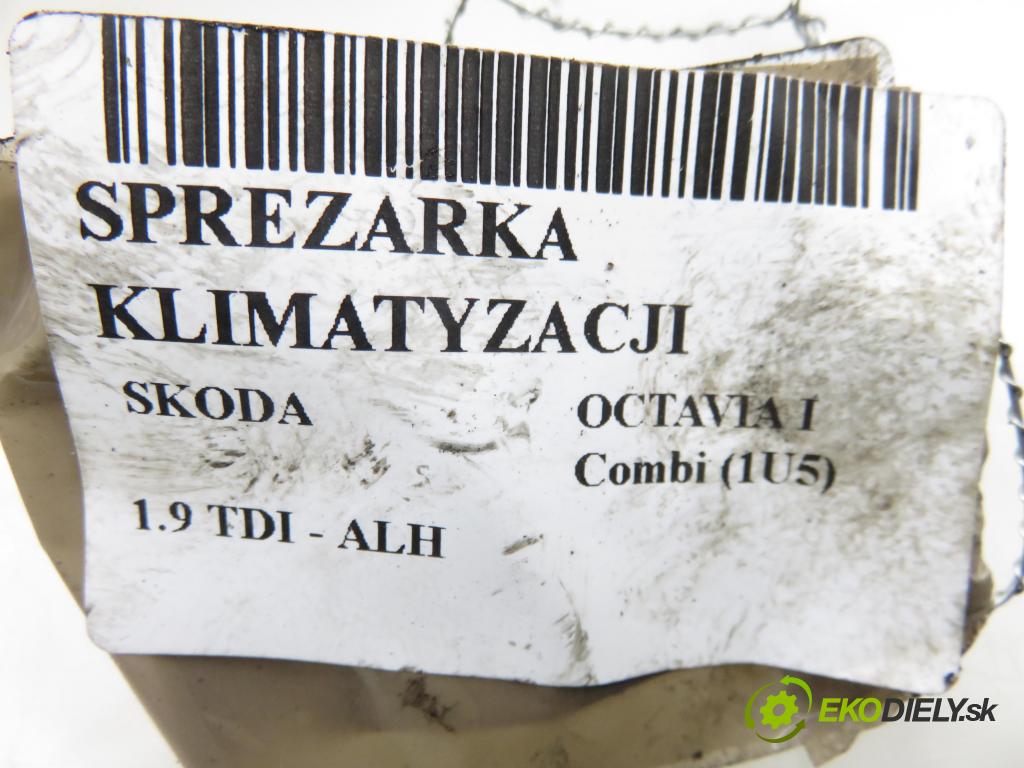 SPREZARKA
KLIMATYZACJI
SKODA
OCTAVIA I
Combi (1U5)
1.9 TDI - ALH
EKODIELY.sk